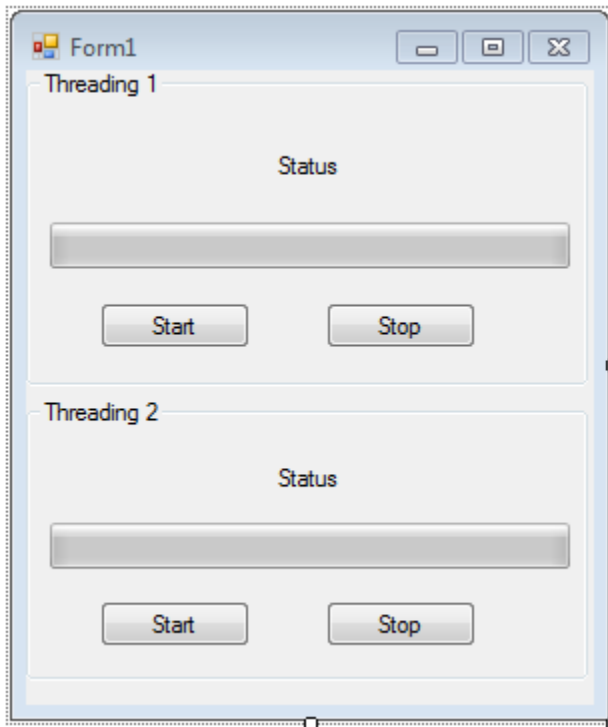 Form1
Threading 1
Status
Start Stop
Threading 2
Status
Start Stop